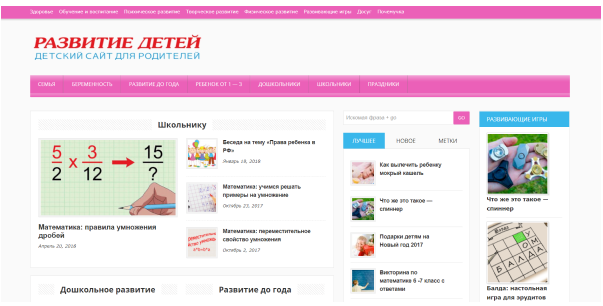 Здоровье Обучение и воспитание Психическое развитие Творческое развитие Физическое развитие Развивающие игры Досуг Почемучка
РАЗВИТИЕ ДЕТЕЙ
ДЕТСКИЙ САЙТ ДЛЯ РОДИТЕЛЕЙ
СЕМЬЯ БЕРЕМЕННОСТЬ РАЗВИТИЕ ДО ГОДА РЕБЕНОК ОТ 1 — 3 ДОШКОЛЬНИКИ ШКОЛЬНИКИ ПРАЗДНИКИ
Школьнику
5/2 × 3/12 → 15/?
Математика: правила умножения
дробей
Апрель 20, 2018
Беседа на тему «Права ребенка в
РФ»
Январь 18, 2018
Математика: учимся решать
примеры на умножение
Октябрь 23, 2017
Математика: переместительное
свойство умножения
Октябрь 2, 2017
Дошкольное развитие
Развитие до года
Искомая фраза + go GO
ЛУЧШЕЕ НОВОЕ МЕТКИ
Как вылечить ребенку
мокрый кашель
Что же это такое —
спиннер
Подарки детям на
Новый год 2017
Викторина по
математике 6 -7 класс с
ответами
РАЗВИВАЮЩИЕ ИГРЫ
Что же это такое —
спиннер
БАЛДА
Балда: настольная
игра для эрудитов